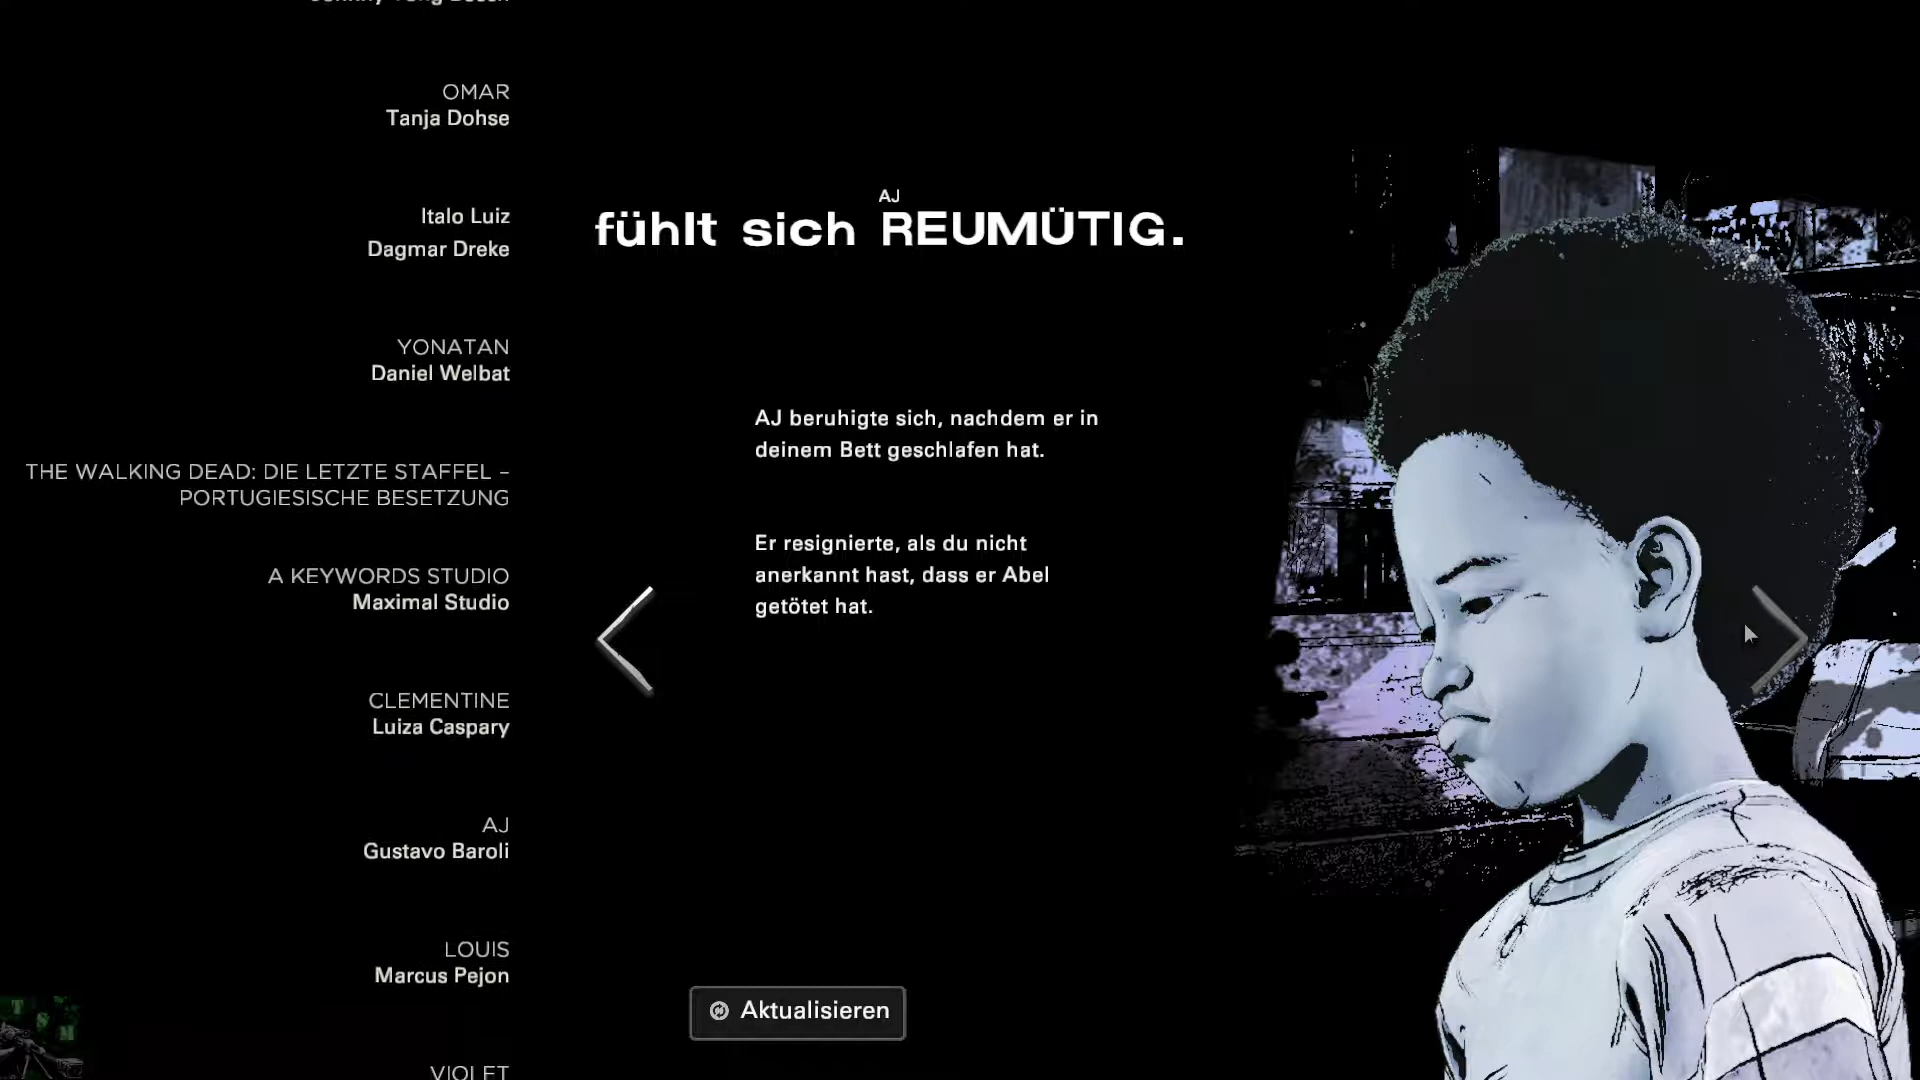 OMAR
Tanja Dohse
Italo Luiz
Dagmar Dreke
YONATAN
Daniel Welbat
THE WALKING DEAD: DIE LETZTE STAFFEL –
PORTUGIESISCHE BESETZUNG
A KEYWORDS STUDIO
Maximal Studio
CLEMENTINE
Luiza Caspary
AJ
Gustavo Baroli
LOUIS
Marcus Pejon
VIOLET
AJ
fühlt sich REUMÜTIG.
AJ beruhigte sich, nachdem er in
deinem Bett geschlafen hat.
Er resignierte, als du nicht
anerkannt hast, dass er Abel
getötet hat.
Aktualisieren